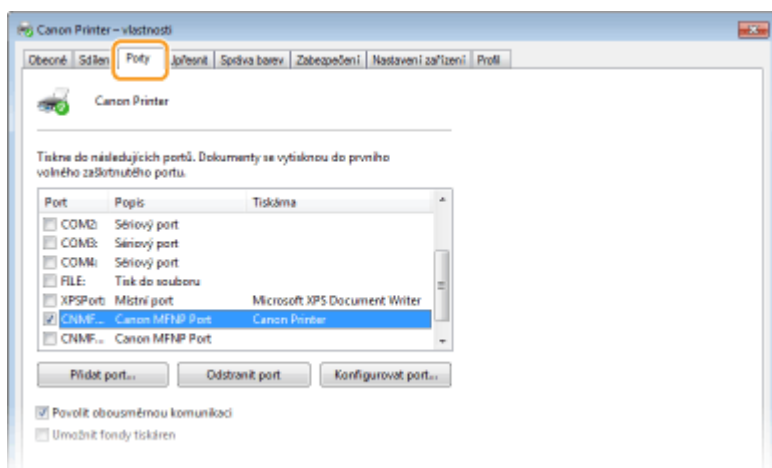 Canon Printer – vlastnosti
Obecné Sdílen Porty Upřesnit Správa barev Zabezpečení Nastavení zařízení Profil
Canon Printer
Tiskne do následujících portů. Dokumenty se vytisknou do prvního
volného zaškrtnutého portu.
Port Popis Tiskárna
COM2: Sériový port
COM3: Sériový port
COM4: Sériový port
FILE: Tisk do souboru
XPSPort: Místní port Microsoft XPS Document Writer
CNMF... Canon MFNP Port Canon Printer
CNMF... Canon MFNP Port
Přidat port... Odstranit port Konfigurovat port...
Povolit obousměrnou komunikaci
Umožnit fondy tiskáren